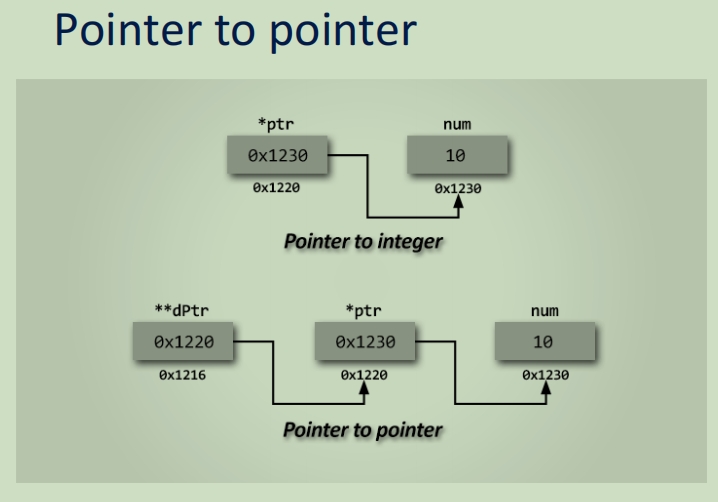 Pointer to pointer
*ptr num
0x1230 10
0x1220 0x1230
Pointer to integer
**dPtr *ptr num
0x1220 0x1230 10
0x1216 0x1220 0x1230
Pointer to pointer